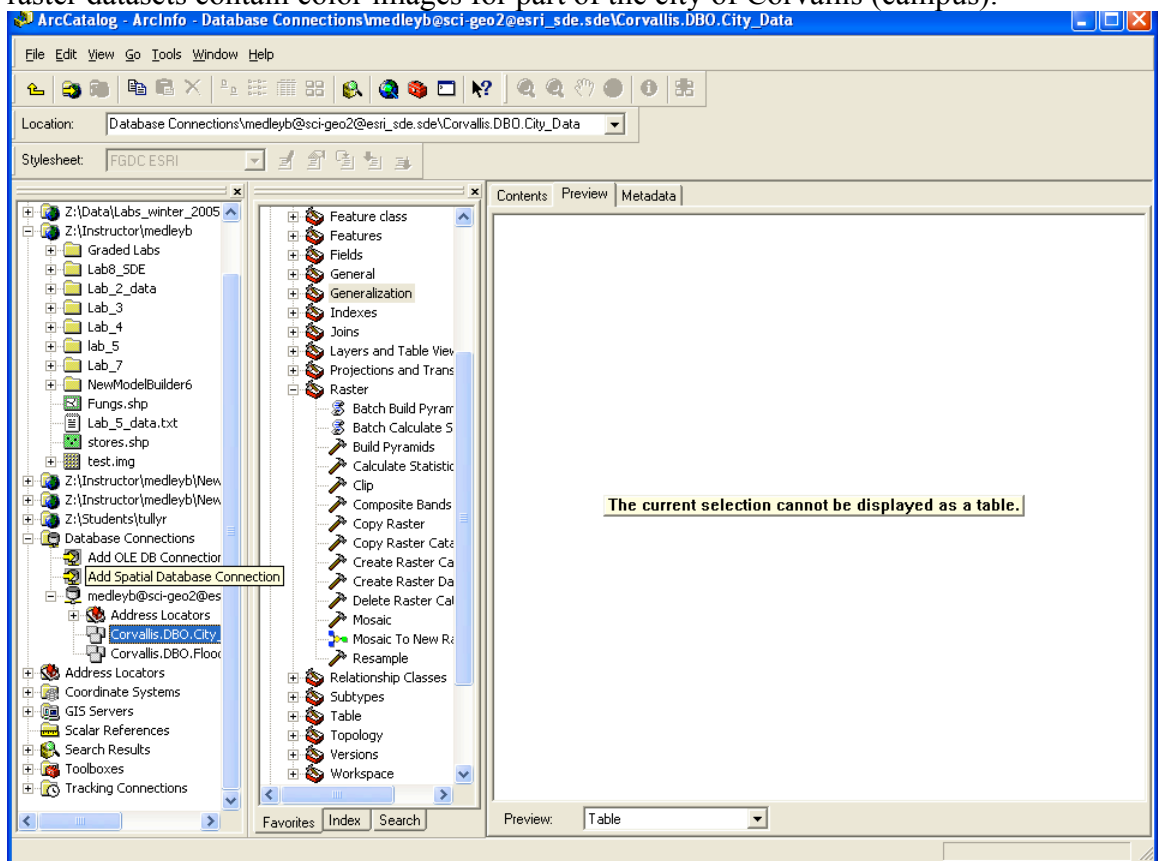 raster datasets contain color images for part of the city of Corvallis (campus).
ArcCatalog - ArcInfo - Database Connections\medleyb@sci-geo2@esri_sde.sde\Corvallis.DBO.City_Data
File Edit View Go Tools Window Help
Location: Database Connections\medleyb@sci-geo2@esri_sde.sde\Corvallis.DBO.City_Data
Stylesheet: FGDC ESRI
Z:\Data\Labs_winter_2005
Z:\Instructor\medleyb
Graded Labs
Lab8_SDE
Lab_2_data
Lab_3
Lab_4
lab_5
Lab_7
NewModelBuilder6
Fungs.shp
Lab_5_data.txt
stores.shp
test.img
Z:\Instructor\medleyb\New
Z:\Instructor\medleyb\New
Z:\Students\tullyr
Database Connections
Add OLE DB Connection
Add Spatial Database Connection
medleyb@sci-geo2@es
Address Locators
Corvallis.DBO.City_
Corvallis.DBO.Flood
Address Locators
Coordinate Systems
GIS Servers
Scalar References
Search Results
Toolboxes
Tracking Connections
Feature class
Features
Fields
General
Generalization
Indexes
Joins
Layers and Table View
Projections and Trans
Raster
Batch Build Pyram
Batch Calculate S
Build Pyramids
Calculate Statistic
Clip
Composite Bands
Copy Raster
Copy Raster Cata
Create Raster Ca
Create Raster Da
Delete Raster Cat
Mosaic
Mosaic To New Ra
Resample
Relationship Classes
Subtypes
Table
Topology
Versions
Workspace
Favorites Index Search
Contents Preview Metadata
The current selection cannot be displayed as a table.
Preview: Table